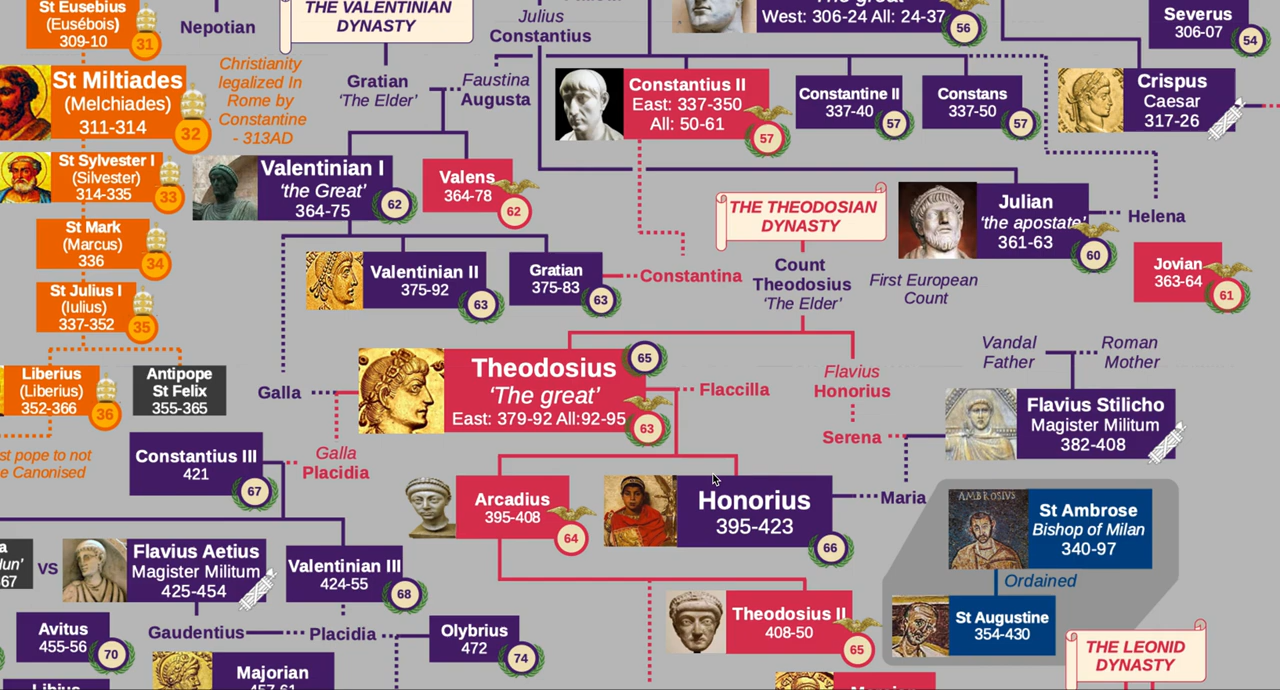 St Eusebius
(Eusébois)
309-10
31
Nepotian
THE VALENTINIAN
DYNASTY
Julius
Constantius
The great'
West: 306-24 All: 24-37
56
Severus
306-07
54
St Miltiades
(Melchiades)
311-314
32
Christianity
legalized In
Rome by
Constantine
- 313AD
Gratian
'The Elder'
Faustina
Augusta
Constantius II
East: 337-350
All: 50-61
57
Constantine II
337-40
57
Constans
337-50
57
Crispus
Caesar
317-26
St Sylvester I
(Silvester)
314-335
33
Valentinian I
'the Great'
364-75
62
Valens
364-78
62
THE THEODOSIAN
DYNASTY
Julian
'the apostate'
361-63
60
Helena
St Mark
(Marcus)
336
34
Valentinian II
375-92
63
Gratian
375-83
63
Constantina
Count
Theodosius
'The Elder'
First European
Count
Jovian
363-64
61
St Julius I
(Iulius)
337-352
35
Liberius
(Liberius)
352-366
36
Antipope
St Felix
355-365
Galla
Theodosius
'The great'
East: 379-92 All:92-95
65
63
Flaccilla
Flavius
Honorius
Serena
Vandal
Father
Roman
Mother
Flavius Stilicho
Magister Militum
382-408
st pope to not
e Canonised
Constantius III
421
67
Galla
Placidia
Arcadius
395-408
64
Honorius
395-423
66
Maria
AMBROSIVS
St Ambrose
Bishop of Milan
340-97
Ordained
a
lun'
67
VS
Flavius Aetius
Magister Militum
425-454
Valentinian III
424-55
68
Theodosius II
408-50
65
St Augustine
354-430
THE LEONID
DYNASTY
Avitus
455-56
70
Gaudentius
Placidia
Olybrius
472
74
Majorian
457-61